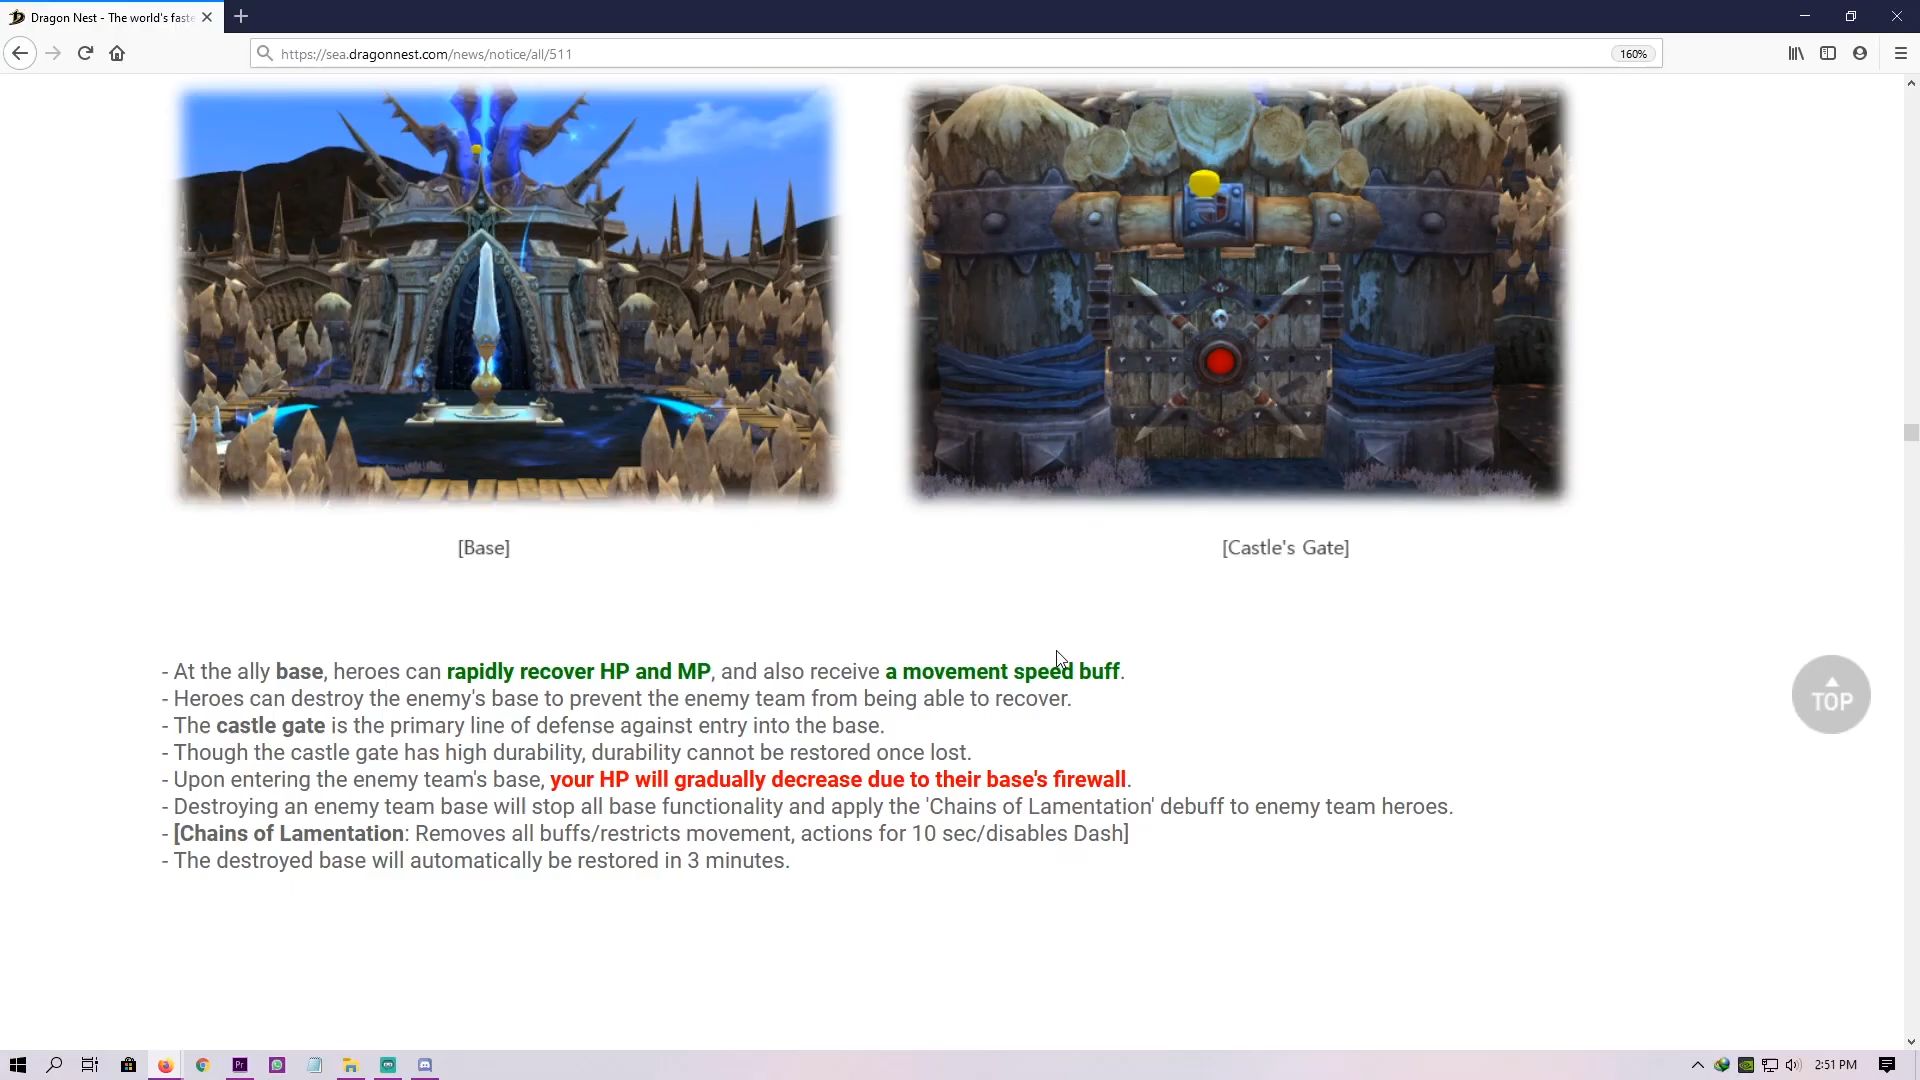 Dragon Nest - The world's faste
https://sea.dragonnest.com/news/notice/all/511
160%
[Base]
[Castle's Gate]
- At the ally base, heroes can rapidly recover HP and MP, and also receive a movement speed buff.
- Heroes can destroy the enemy's base to prevent the enemy team from being able to recover.
- The castle gate is the primary line of defense against entry into the base.
- Though the castle gate has high durability, durability cannot be restored once lost.
- Upon entering the enemy team's base, your HP will gradually decrease due to their base's firewall.
- Destroying an enemy team base will stop all base functionality and apply the 'Chains of Lamentation' debuff to enemy team heroes.
- [Chains of Lamentation: Removes all buffs/restricts movement, actions for 10 sec/disables Dash]
- The destroyed base will automatically be restored in 3 minutes.
TOP
Pr
2:51 PM